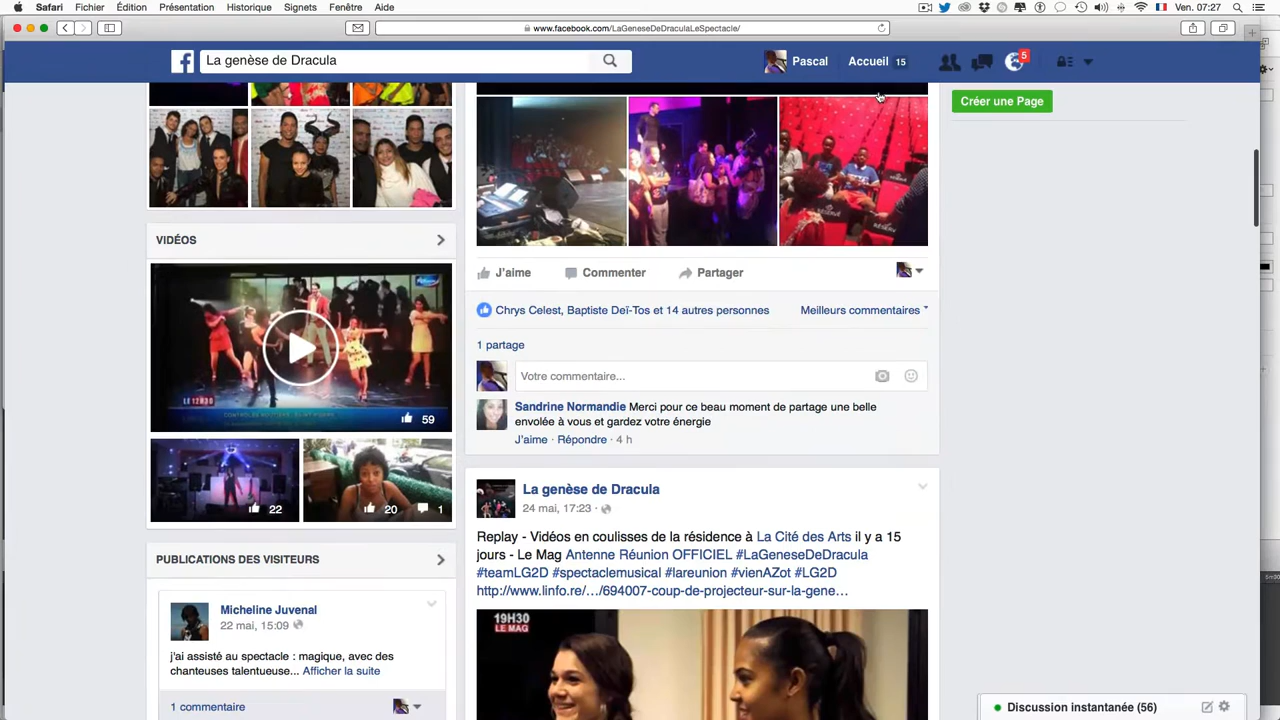 Safari Fichier Édition Présentation Historique Signets Fenêtre Aide
Ven. 07:27
www.facebook.com/LaGeneseDeDraculaLeSpectacle/
La genèse de Dracula
Pascal
Accueil 15
5
Créer une Page
VIDÉOS
LE 12H30
59
22
20
1
PUBLICATIONS DES VISITEURS
Micheline Juvenal
22 mai, 15:09
j'ai assisté au spectacle : magique, avec des
chanteuses talentueuse... Afficher la suite
1 commentaire
RÉSERVÉ
J'aime Commenter Partager
Chrys Celest, Baptiste Deï-Tos et 14 autres personnes
Meilleurs commentaires
1 partage
Votre commentaire...
Sandrine Normandie Merci pour ce beau moment de partage une belle
envolée à vous et gardez votre énergie
J'aime · Répondre · 4 h
La genèse de Dracula
24 mai, 17:23
Replay - Vidéos en coulisses de la résidence à La Cité des Arts il y a 15
jours - Le Mag Antenne Réunion OFFICIEL #LaGeneseDeDracula
#teamLG2D #spectaclemusical #lareunion #vienAZot #LG2D
http://www.linfo.re/.../694007-coup-de-projecteur-sur-la-gene...
19H30
LE MAG
Discussion instantanée (56)